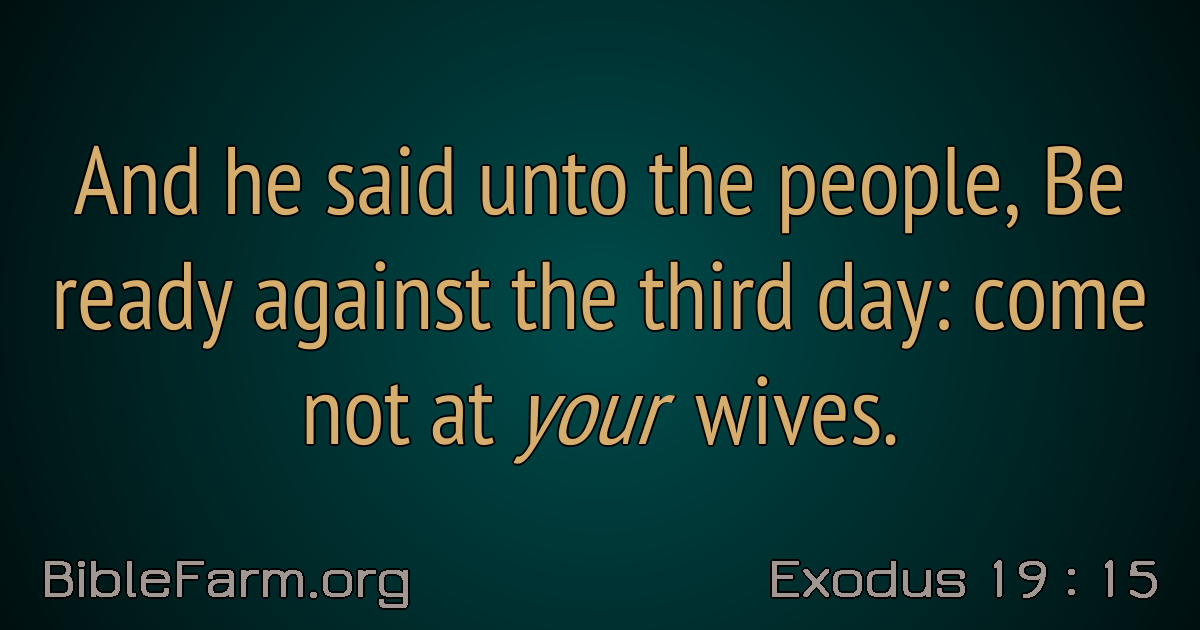 And he said unto the people, Be
ready against the third day: come
not at your wives.
BibleFarm.org
Exodus 19 : 15